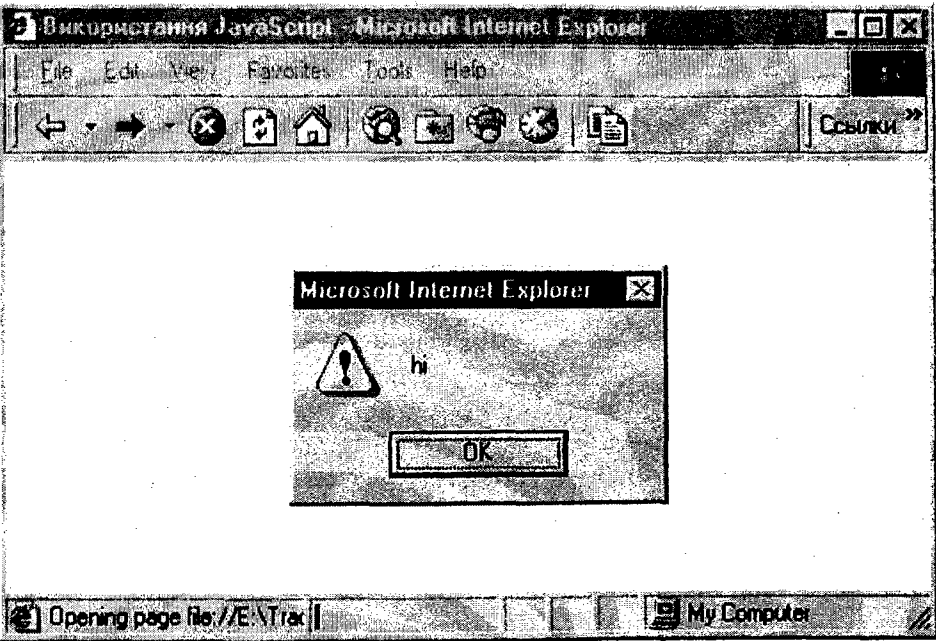 Використання JavaScript - Microsoft Internet Explorer
File Edit View Favorites Tools Help
Ссылки »
Microsoft Internet Explorer
hi
OK
Opening page file://E:\Trac
My Computer